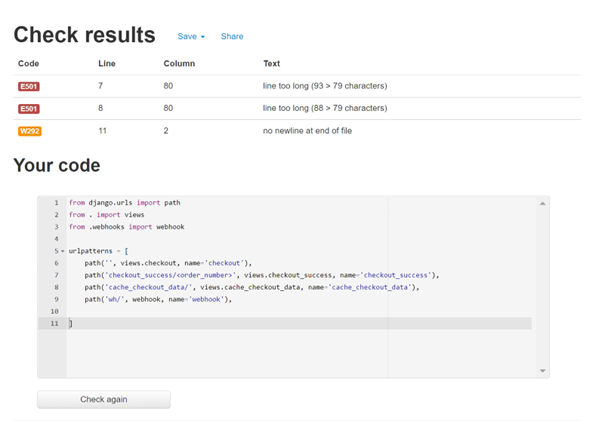 Check results Save Share
Code Line Column Text
E501 7 80 line too long (93 > 79 characters)
E501 8 80 line too long (88 > 79 characters)
W292 11 2 no newline at end of file
Your code
1 from django.urls import path
2 from . import views
3 from .webhooks import webhook
4
5 urlpatterns = [
6 path('', views.checkout, name='checkout'),
7 path('checkout_success/<order_number>', views.checkout_success, name='checkout_success'),
8 path('cache_checkout_data/', views.cache_checkout_data, name='cache_checkout_data'),
9 path('wh/', webhook, name='webhook'),
10
11 ]
Check again